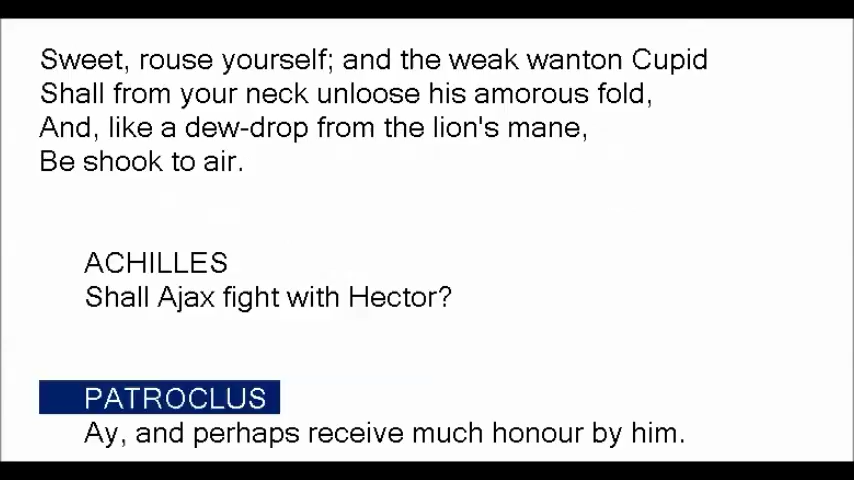 Sweet, rouse yourself; and the weak wanton Cupid
Shall from your neck unloose his amorous fold,
And, like a dew-drop from the lion's mane,
Be shook to air.
ACHILLES
Shall Ajax fight with Hector?
PATROCLUS
Ay, and perhaps receive much honour by him.